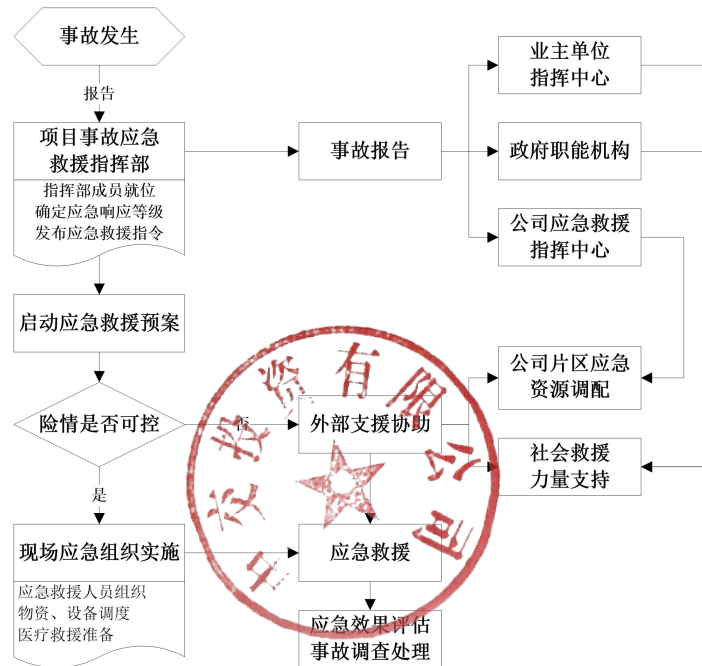 事故发生
报告
项目事故应急
救援指挥部
指挥部成员就位
确定应急响应等级
发布应急救援指令
事故报告
业主单位
指挥中心
政府职能机构
公司应急救援
指挥中心
启动应急救援预案
险情是否可控
否
外部支援协助
公司片区应急
资源调配
社会救援
力量支持
是
现场应急组织实施
应急救援人员组织
物资、设备调度
医疗救援准备
应急救援
应急效果评估
事故调查处理
交投资有限公司